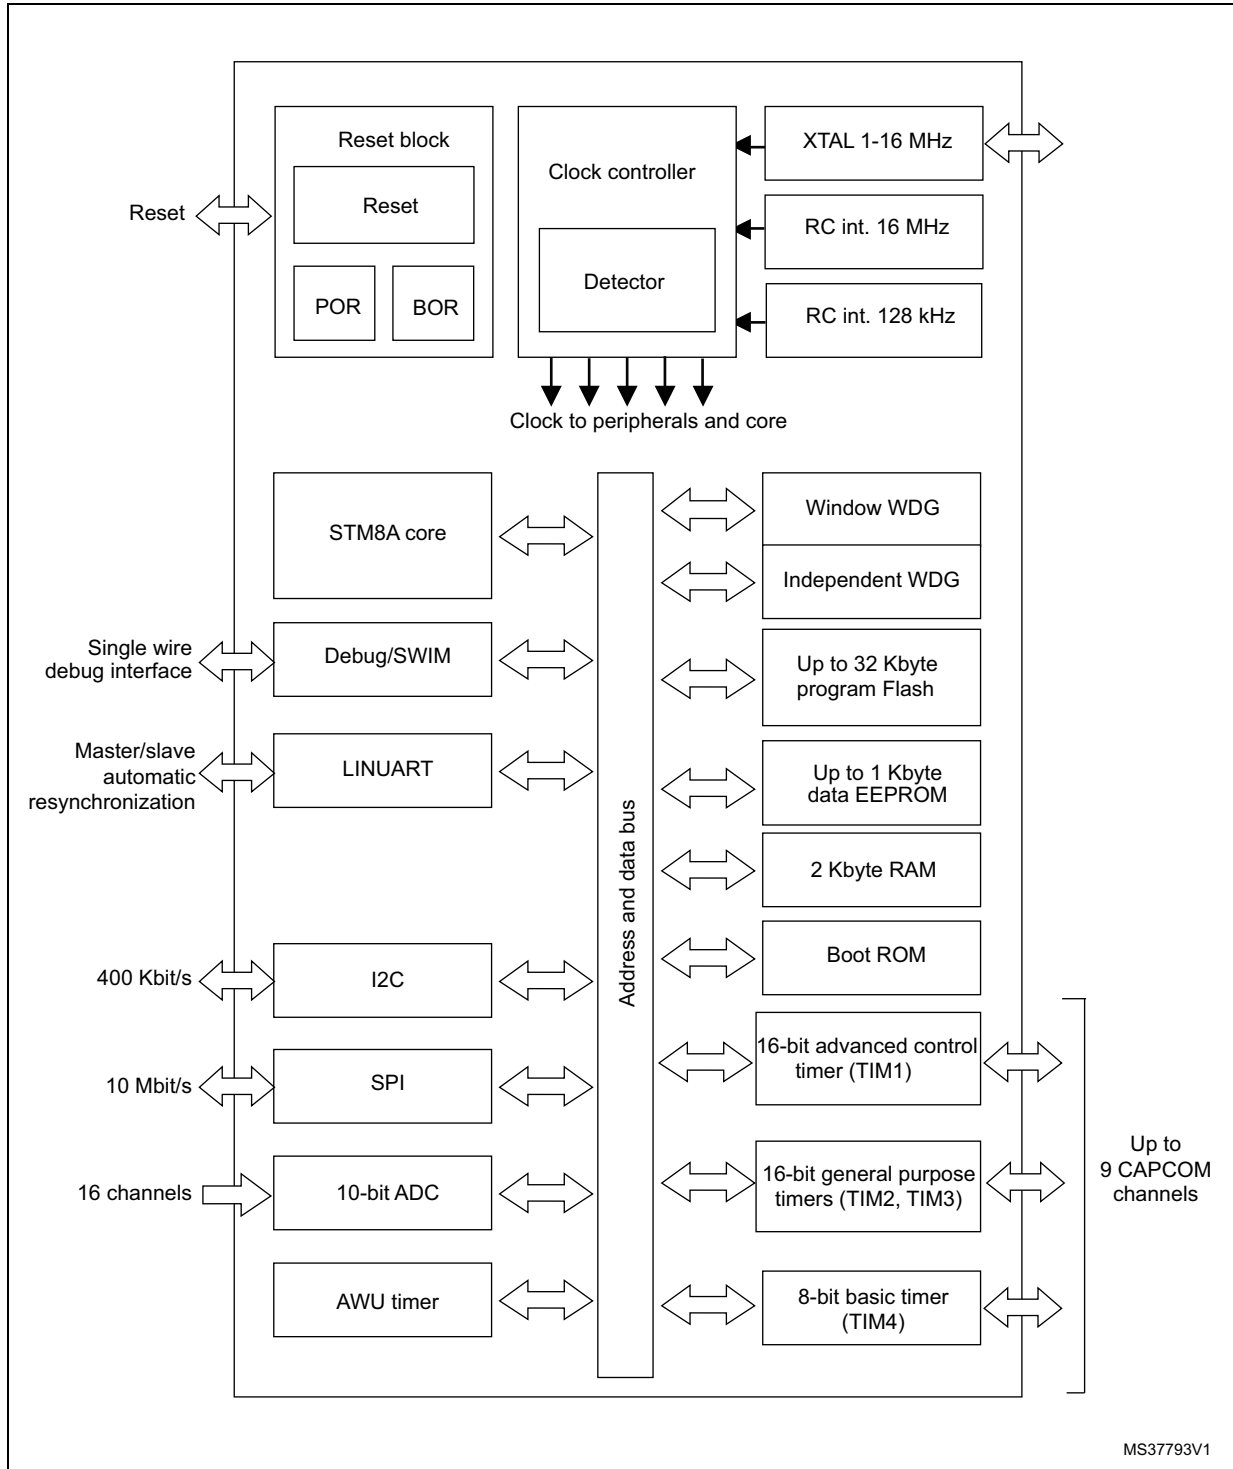 Reset block
Reset
POR
BOR
Reset
Clock controller
Detector
XTAL 1-16 MHz
RC int. 16 MHz
RC int. 128 kHz
Clock to peripherals and core
STM8A core
Single wire
debug interface
Debug/SWIM
Master/slave
automatic
resynchronization
LINUART
400 Kbit/s
I2C
10 Mbit/s
SPI
16 channels
10-bit ADC
AWU timer
Address and data bus
Window WDG
Independent WDG
Up to 32 Kbyte
program Flash
Up to 1 Kbyte
data EEPROM
2 Kbyte RAM
Boot ROM
16-bit advanced control
timer (TIM1)
16-bit general purpose
timers (TIM2, TIM3)
8-bit basic timer
(TIM4)
Up to
9 CAPCOM
channels
MS37793V1